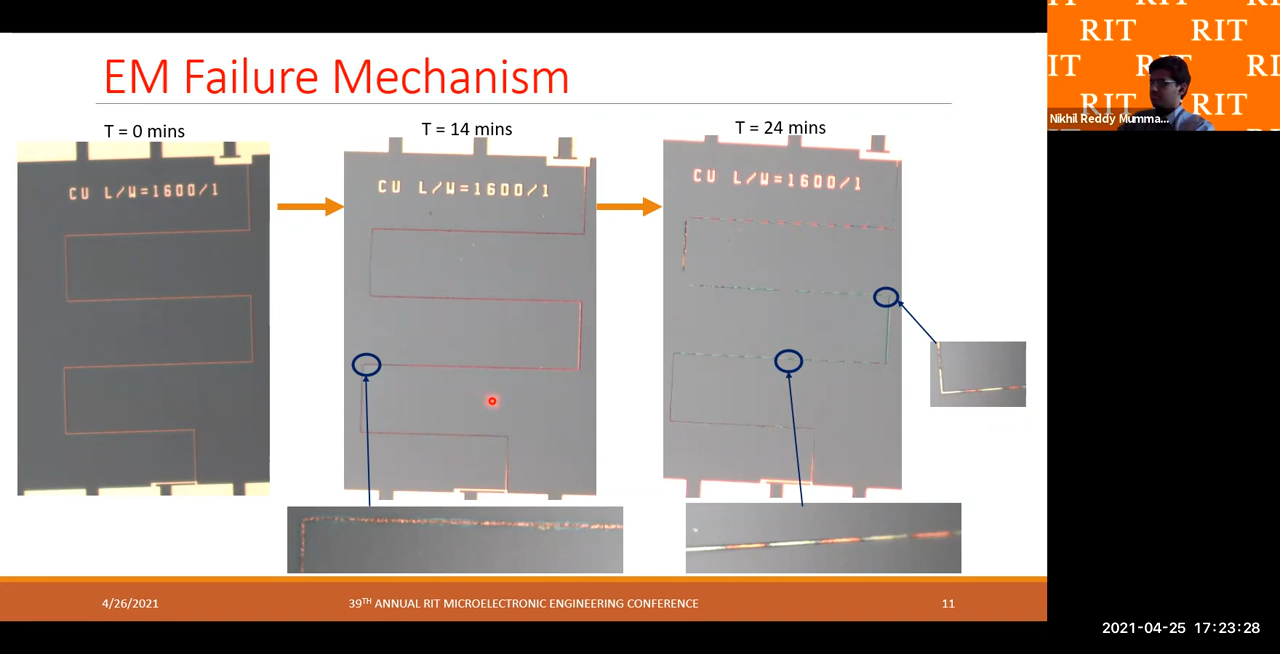 EM Failure Mechanism
T = 0 mins
T = 14 mins
T = 24 mins
CU L/W=1600/1
CU L/W=1600/1
CU L/W=1600/1
4/26/2021
39TH ANNUAL RIT MICROELECTRONIC ENGINEERING CONFERENCE
11
RIT RIT
RIT RIT
RIT RIT
Nikhil Reddy Mumma...
2021-04-25 17:23:28